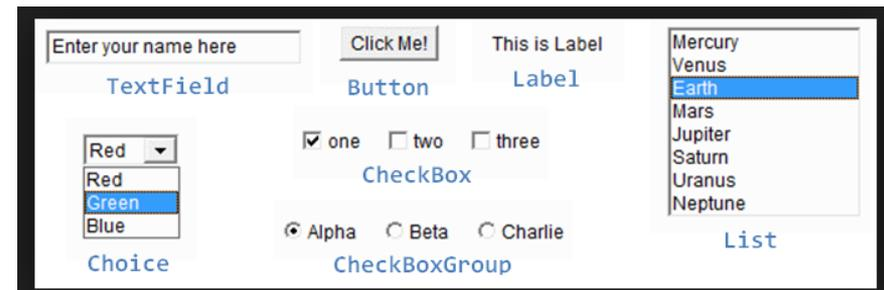 Enter your name here
TextField
Click Me!
Button
This is Label
Label
Mercury
Venus
Earth
Mars
Jupiter
Saturn
Uranus
Neptune
List
Red
Red
Green
Blue
Choice
one two three
CheckBox
Alpha Beta Charlie
CheckBoxGroup